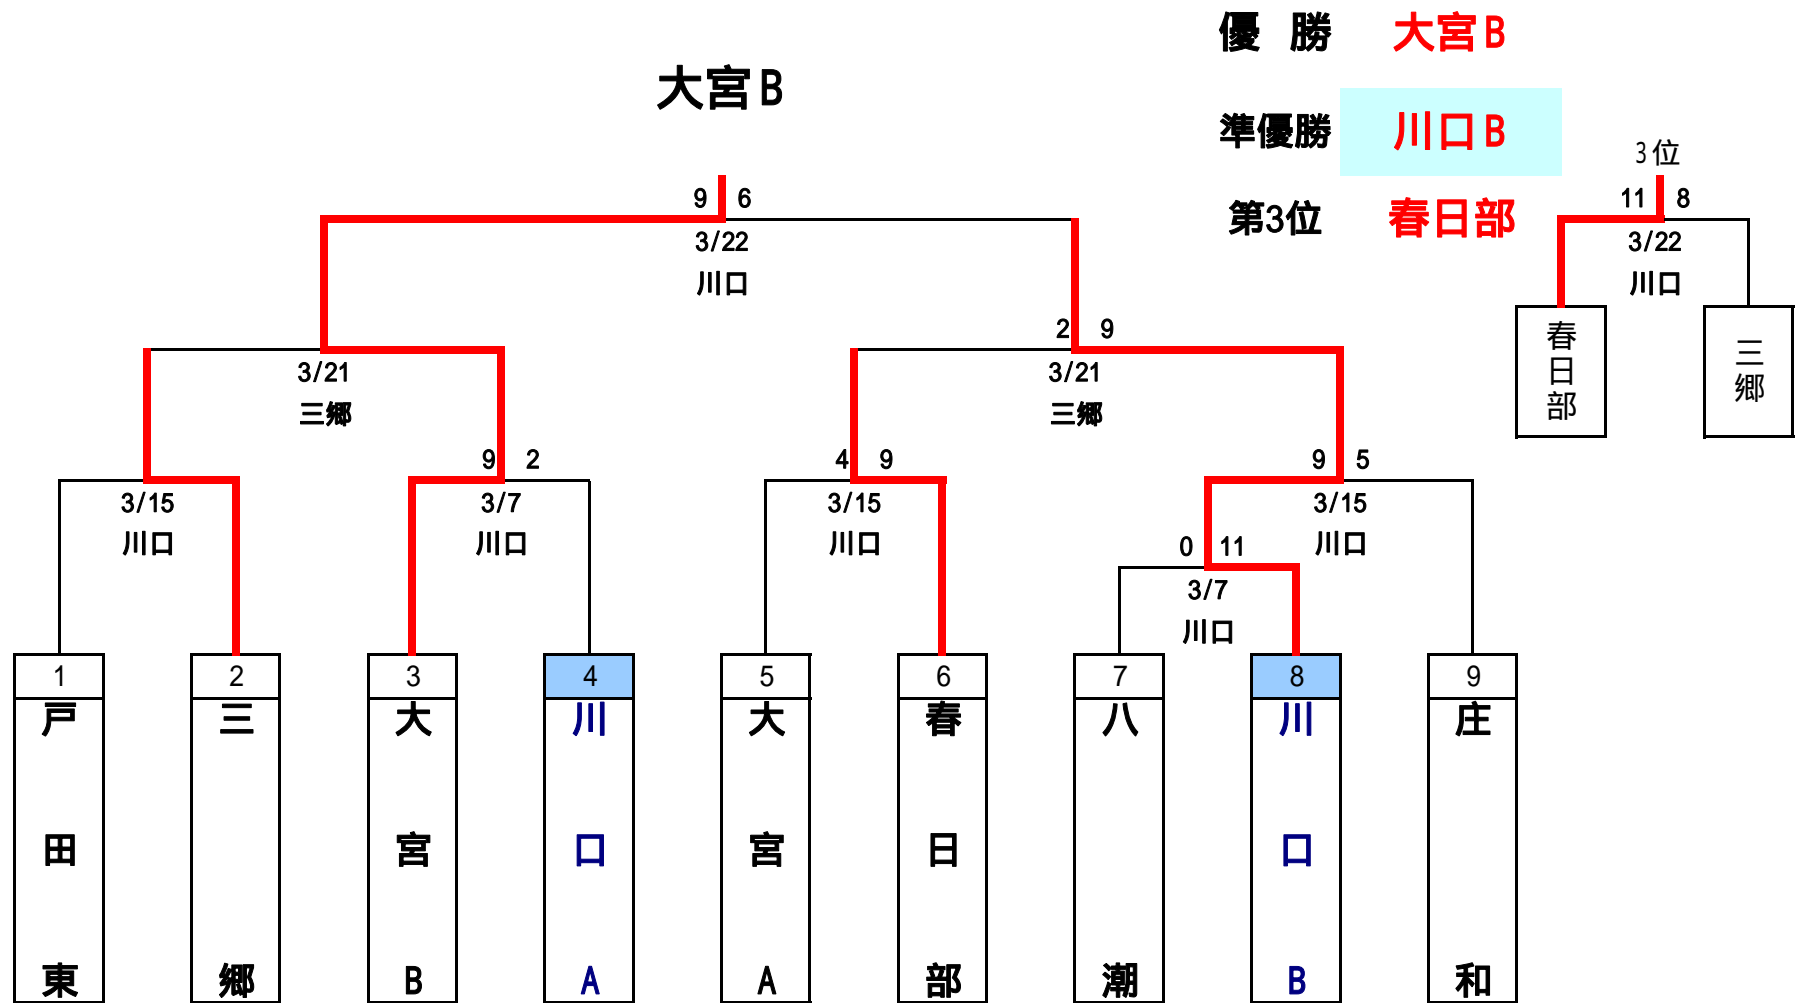 優 勝 大宮B
大宮B
準優勝 川口B
3位
9 6
第3位 春日部
11 8
3/22
川口
3/22
川口
春日部
三郷
2 9
3/21
三郷
3/21
三郷
9 2
4 9
9 5
3/15
川口
3/7
川口
3/15
川口
3/15
川口
0 11
3/7
川口
1 2 3 4 5 6 7 8 9
戸田東
三郷
大宮B
川口A
大宮A
春日部
八潮
川口B
庄和